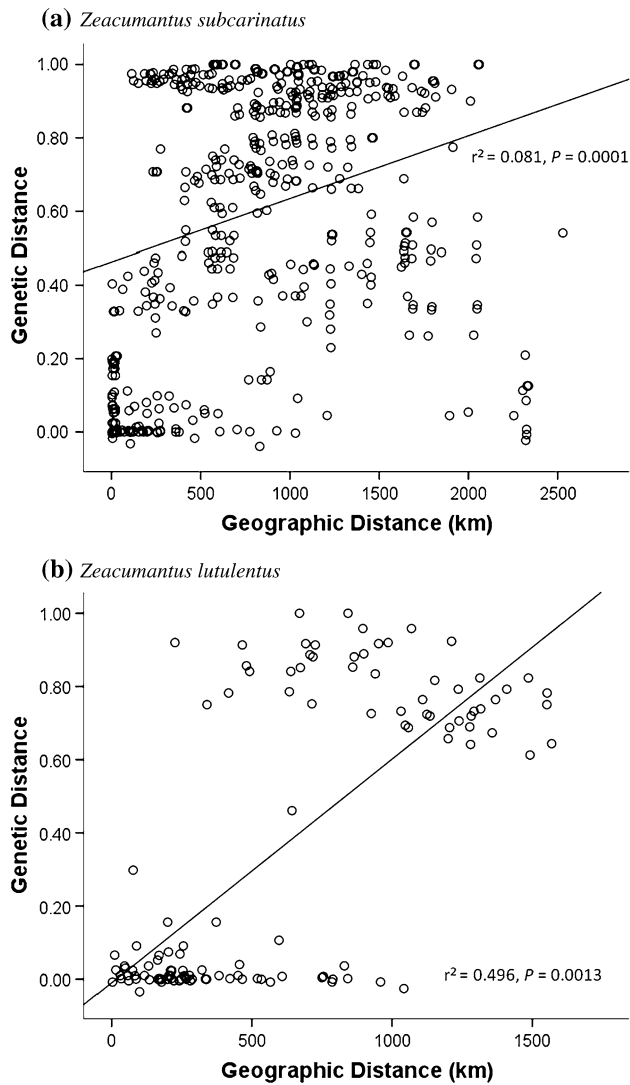 (a) Zeacumantus subcarinatus
1.00
0.80
0.60
0.40
0.20
0.00
Genetic Distance
r² = 0.081, P = 0.0001
0 500 1000 1500 2000 2500
Geographic Distance (km)
(b) Zeacumantus lutulentus
1.00
0.80
0.60
0.40
0.20
0.00
Genetic Distance
r² = 0.496, P = 0.0013
0 500 1000 1500
Geographic Distance (km)